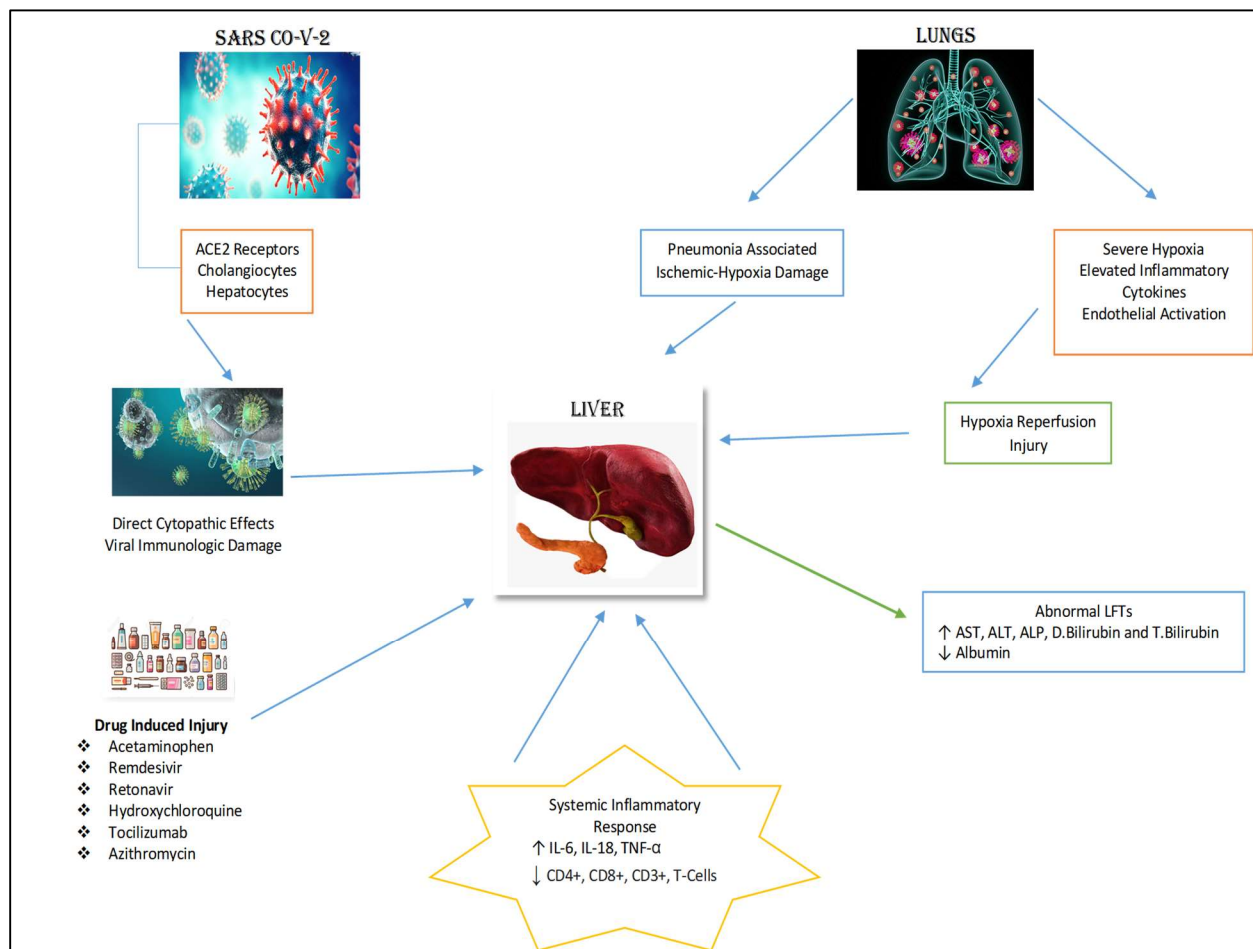 SARS CO-V-2
LUNGS
ACE2 Receptors
Cholangiocytes
Hepatocytes
Pneumonia Associated
Ischemic-Hypoxia Damage
Severe Hypoxia
Elevated Inflammatory
Cytokines
Endothelial Activation
LIVER
Hypoxia Reperfusion
Injury
Direct Cytopathic Effects
Viral Immunologic Damage
Abnormal LFTs
↑ AST, ALT, ALP, D.Bilirubin and T.Bilirubin
↓ Albumin
Drug Induced Injury
❖ Acetaminophen
❖ Remdesivir
❖ Retonavir
❖ Hydroxychloroquine
❖ Tocilizumab
❖ Azithromycin
Systemic Inflammatory
Response
↑ IL-6, IL-18, TNF-α
↓ CD4+, CD8+, CD3+, T-Cells